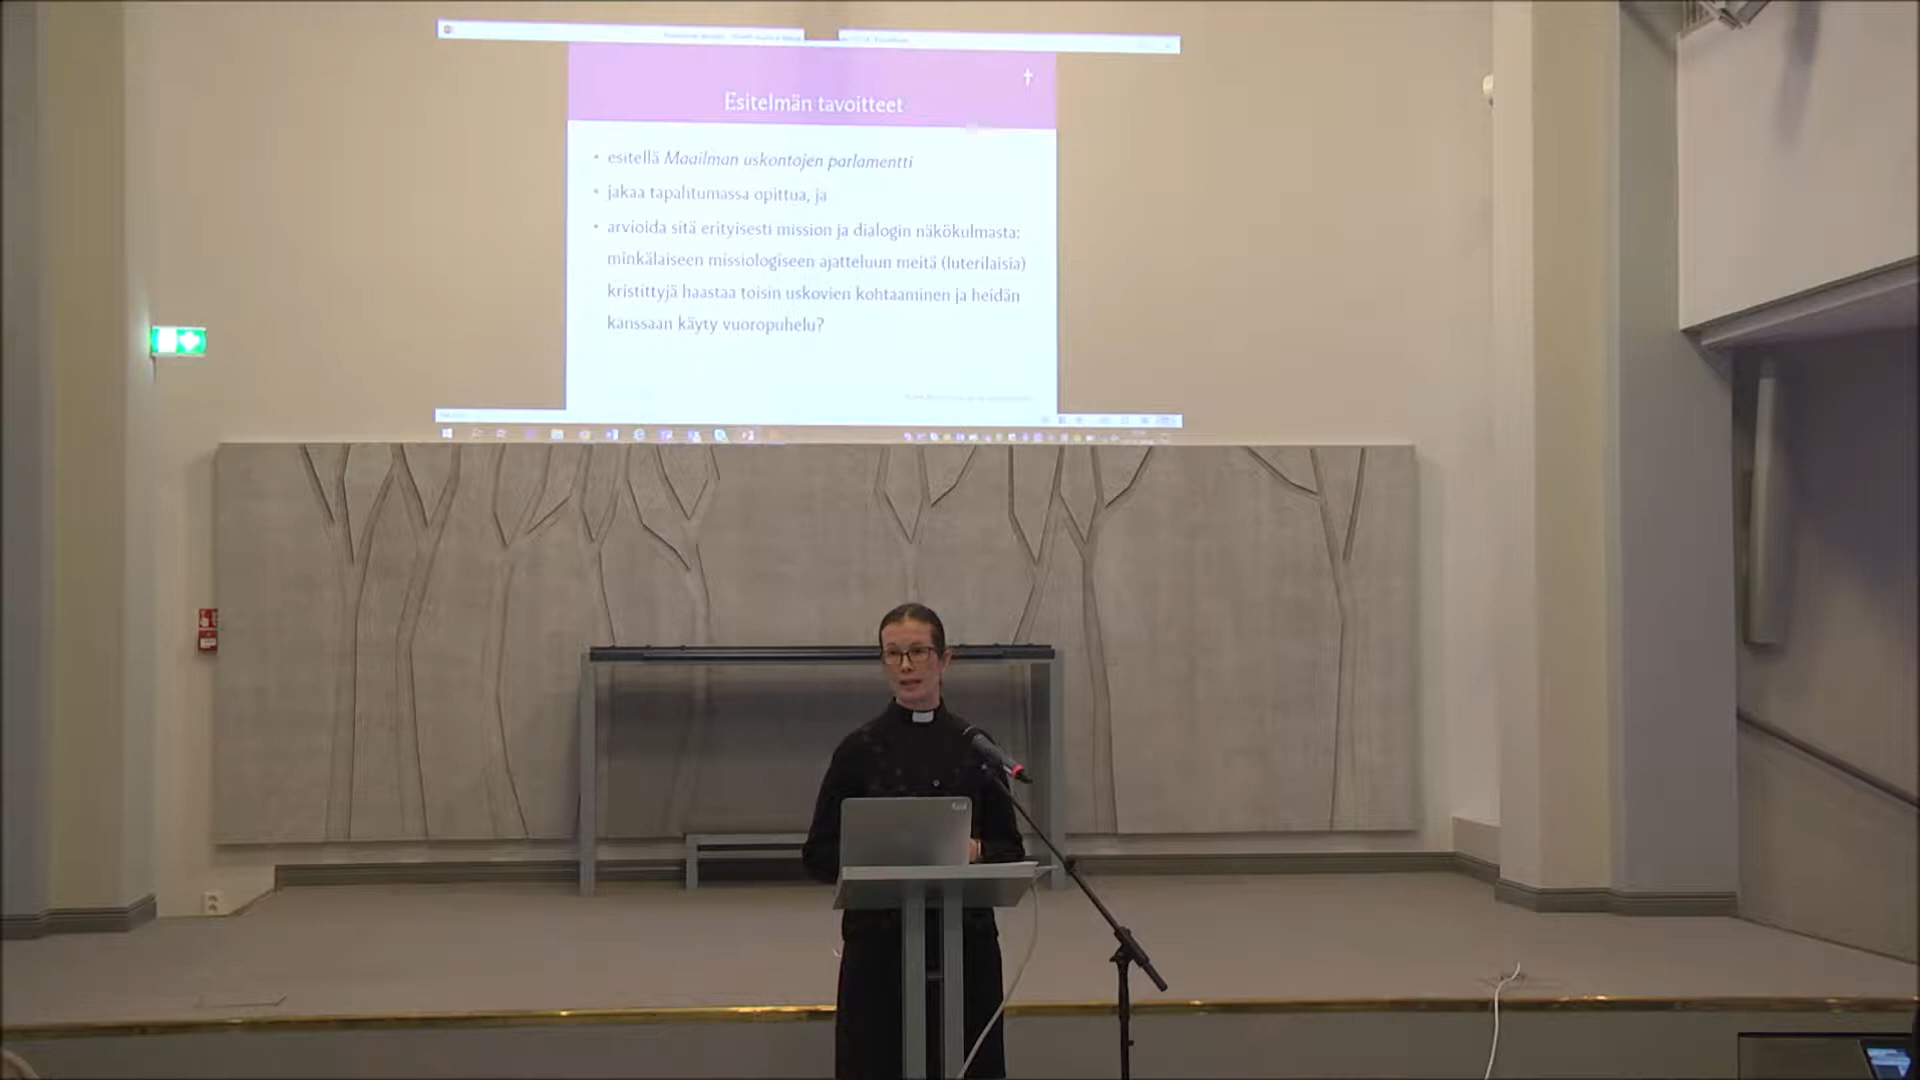 Esitelmän tavoitteet
• esitellä Maailman uskontojen parlamentti
• jakaa tapahtumassa opittua, ja
• arvioida sitä erityisesti mission ja dialogin näkökulmasta:
minkälaiseen missiologiseen ajatteluun meitä (luterilaisia)
kristittyjä haastaa toisin uskovien kohtaaminen ja heidän
kanssaan käyty vuoropuhelu?